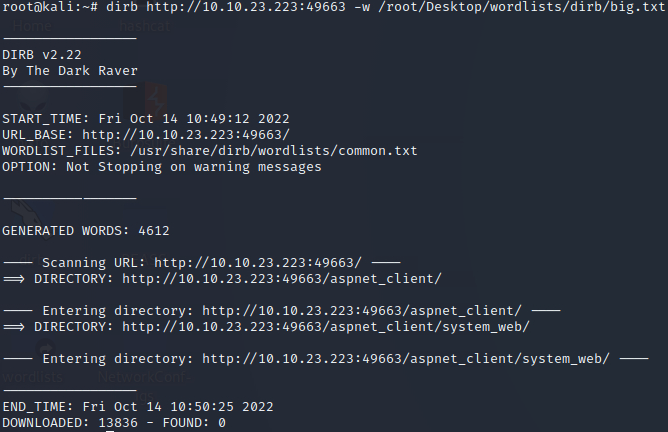 root@kali:~# dirb http://10.10.23.223:49663 -w /root/Desktop/wordlists/dirb/big.txt
-----------------
DIRB v2.22
By The Dark Raver
-----------------
START_TIME: Fri Oct 14 10:49:12 2022
URL_BASE: http://10.10.23.223:49663/
WORDLIST_FILES: /usr/share/dirb/wordlists/common.txt
OPTION: Not Stopping on warning messages
-----------------
GENERATED WORDS: 4612
---- Scanning URL: http://10.10.23.223:49663/ ----
==> DIRECTORY: http://10.10.23.223:49663/aspnet_client/
---- Entering directory: http://10.10.23.223:49663/aspnet_client/ ----
==> DIRECTORY: http://10.10.23.223:49663/aspnet_client/system_web/
---- Entering directory: http://10.10.23.223:49663/aspnet_client/system_web/ ----
-----------------
END_TIME: Fri Oct 14 10:50:25 2022
DOWNLOADED: 13836 - FOUND: 0